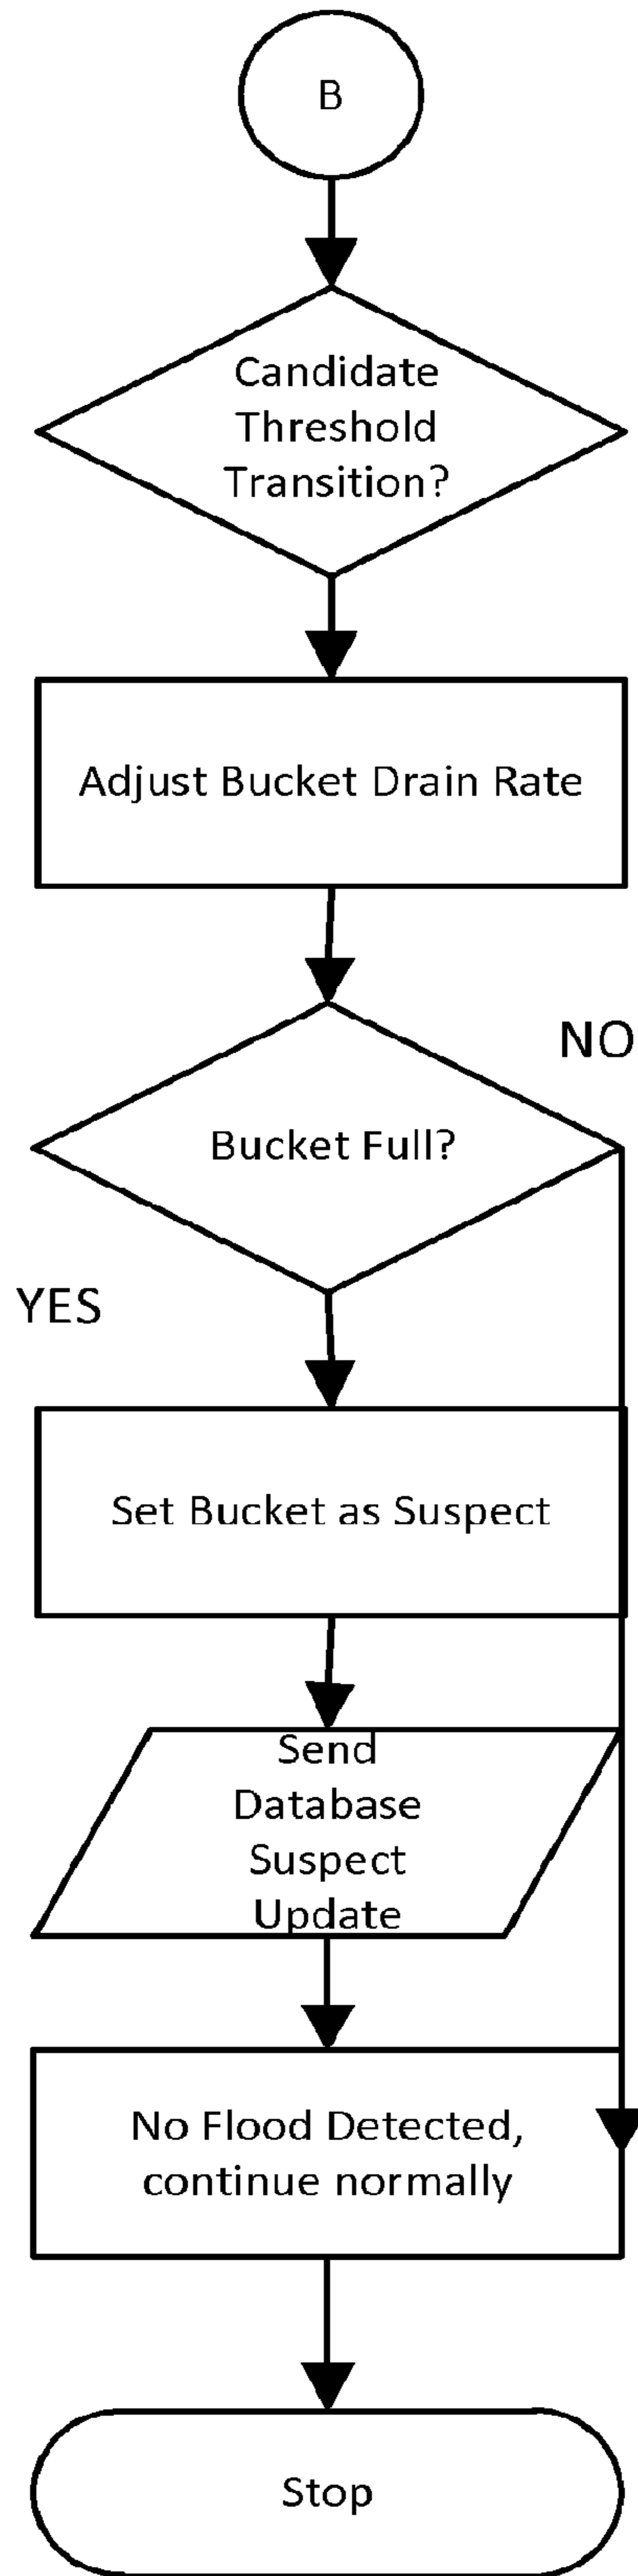 B
Candidate
Threshold
Transition?
Adjust Bucket Drain Rate
NO
Bucket Full?
YES
Set Bucket as Suspect
Send
Database
Suspect
Update
No Flood Detected,
continue normally
Stop